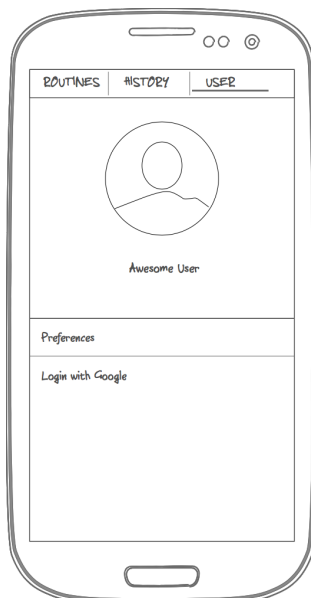 ROUTINES HISTORY USER
Awesome User
Preferences
Login with Google